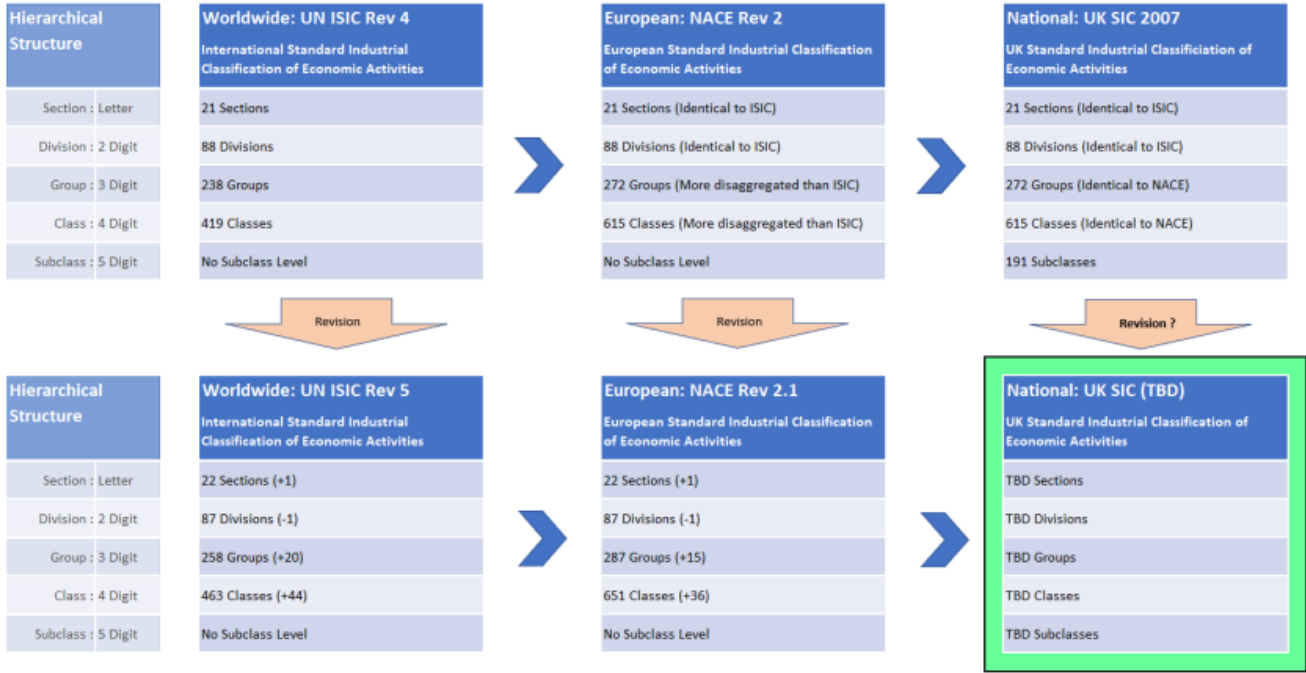 Hierarchical
Structure
Section : Letter
Division : 2 Digit
Group : 3 Digit
Class : 4 Digit
Subclass : 5 Digit
Worldwide: UN ISIC Rev 4
International Standard Industrial
Classification of Economic Activities
21 Sections
88 Divisions
238 Groups
419 Classes
No Subclass Level
European: NACE Rev 2
European Standard Industrial Classification
of Economic Activities
21 Sections (Identical to ISIC)
88 Divisions (Identical to ISIC)
272 Groups (More disaggregated than ISIC)
615 Classes (More disaggregated than ISIC)
No Subclass Level
National: UK SIC 2007
UK Standard Industrial Classificiation of
Economic Activities
21 Sections (Identical to ISIC)
88 Divisions (Identical to ISIC)
272 Groups (Identical to NACE)
615 Classes (Identical to NACE)
191 Subclasses
Revision
Revision
Revision ?
Hierarchical
Structure
Section : Letter
Division : 2 Digit
Group : 3 Digit
Class : 4 Digit
Subclass : 5 Digit
Worldwide: UN ISIC Rev 5
International Standard Industrial
Classification of Economic Activities
22 Sections (+1)
87 Divisions (-1)
258 Groups (+20)
463 Classes (+44)
No Subclass Level
European: NACE Rev 2.1
European Standard Industrial Classification
of Economic Activities
22 Sections (+1)
87 Divisions (-1)
287 Groups (+15)
651 Classes (+36)
No Subclass Level
National: UK SIC (TBD)
UK Standard Industrial Classification of
Economic Activities
TBD Sections
TBD Divisions
TBD Groups
TBD Classes
TBD Subclasses